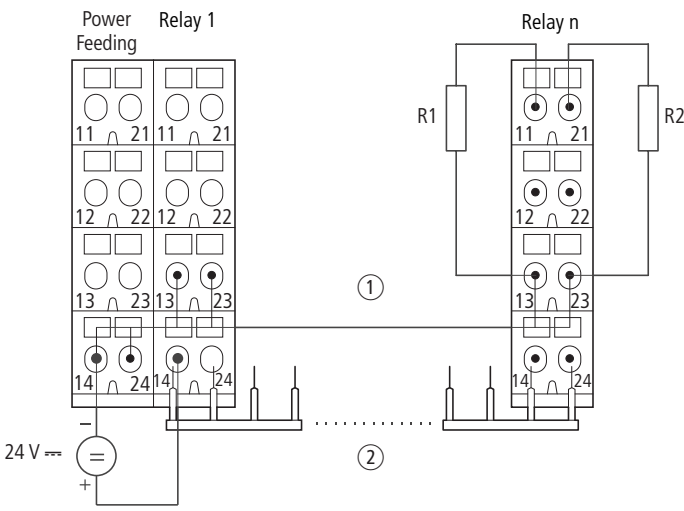 Power
Feeding
Relay 1
Relay n
11 21 11 21
11 21
R1
R2
12 22 12 22
12 22
13 23 13 23
13 23
1
14 24 14 24
14 24
−
24 V ⎓
=
+
2